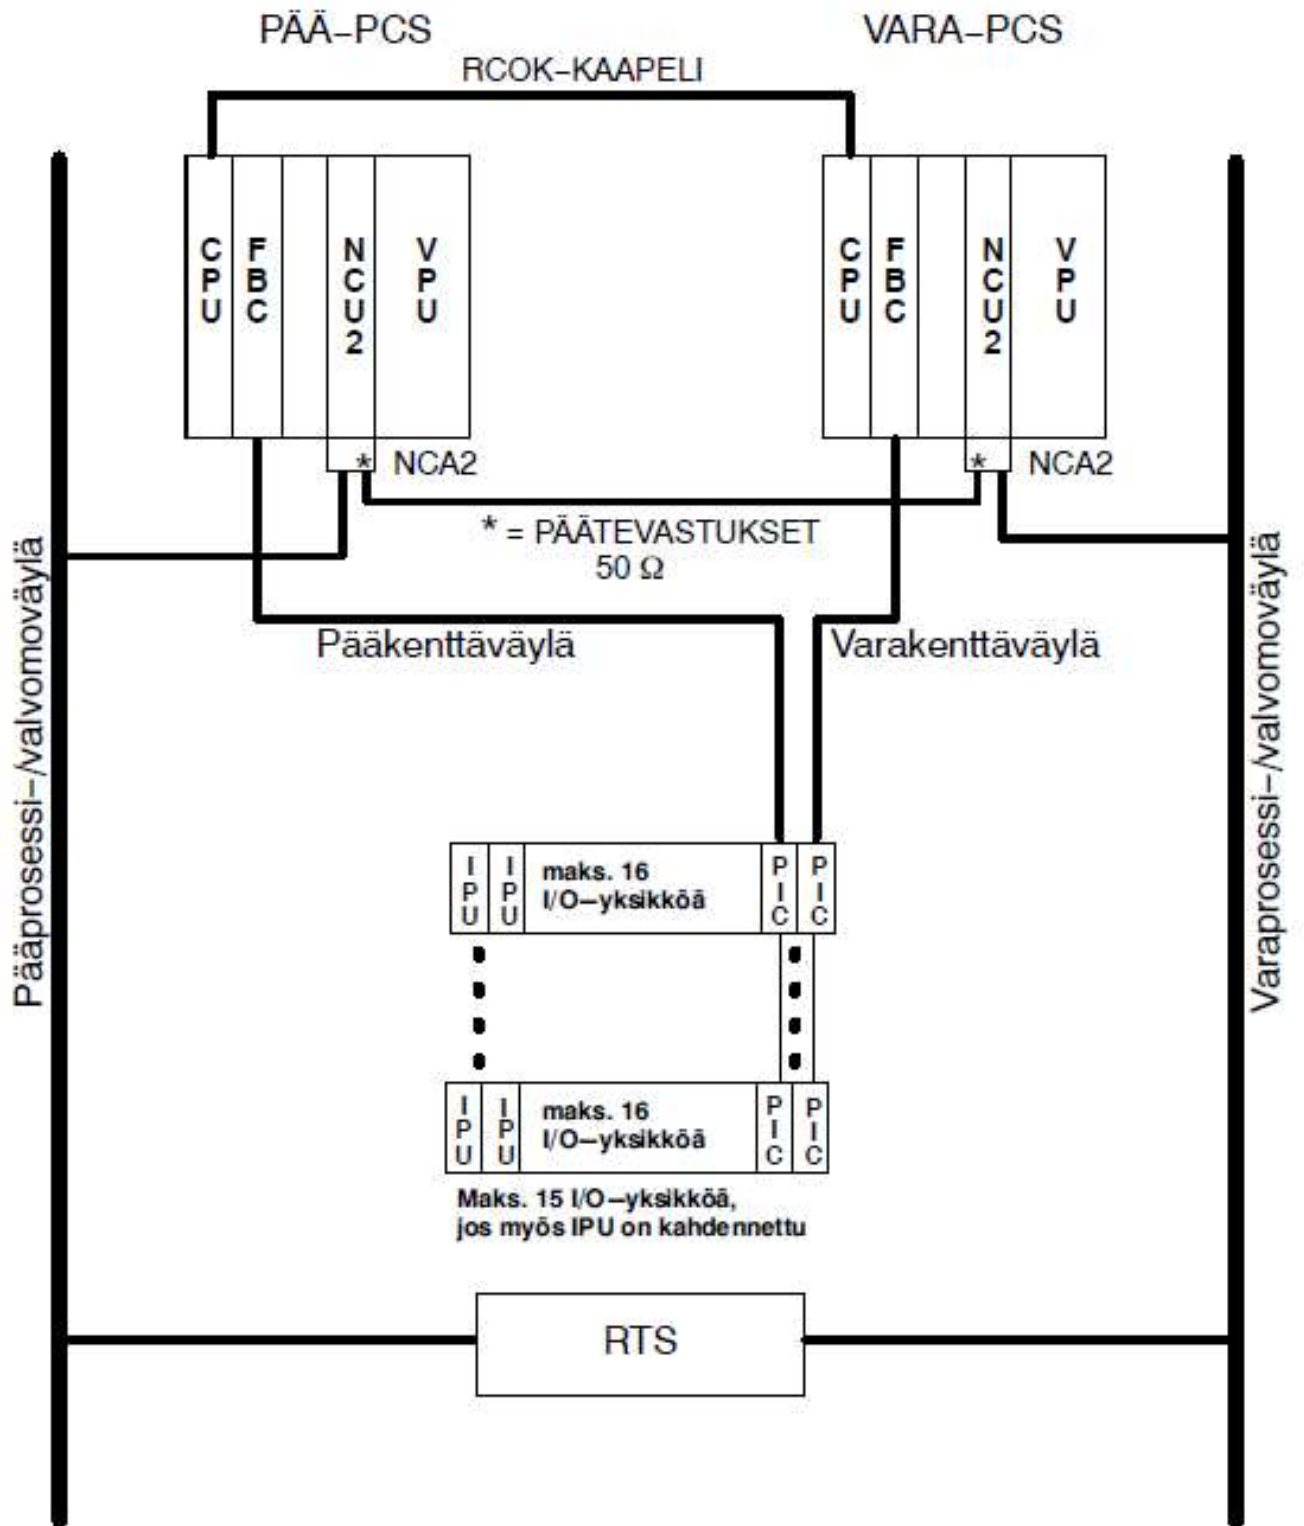 PÄÄ–PCS
VARA–PCS
RCOK–KAAPELI
CPU
FBC
NCU2
VPU
CPU
FBC
NCU2
VPU
* NCA2
* NCA2
* = PÄÄTEVASTUKSET
50 Ω
Pääkenttäväylä
Varakenttäväylä
Pääprosessi–/valvomoväylä
Varaprosessi–/valvomoväylä
IPU
IPU
maks. 16
I/O–yksikköä
PIC
PIC
IPU
IPU
maks. 16
I/O–yksikköä
PIC
PIC
Maks. 15 I/O–yksikköä,
jos myös IPU on kahdennettu
RTS